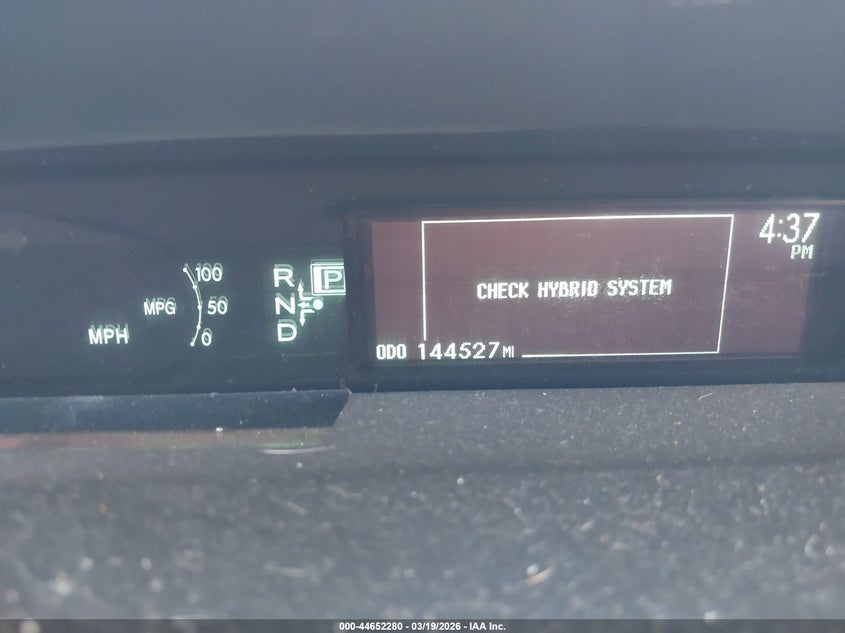 100
MPG 50
MPH 0
R P
N
D
4:37
PM
CHECK HYBRID SYSTEM
ODO 144527 MI
000-44652280 - 03/19/2026 - IAA Inc.